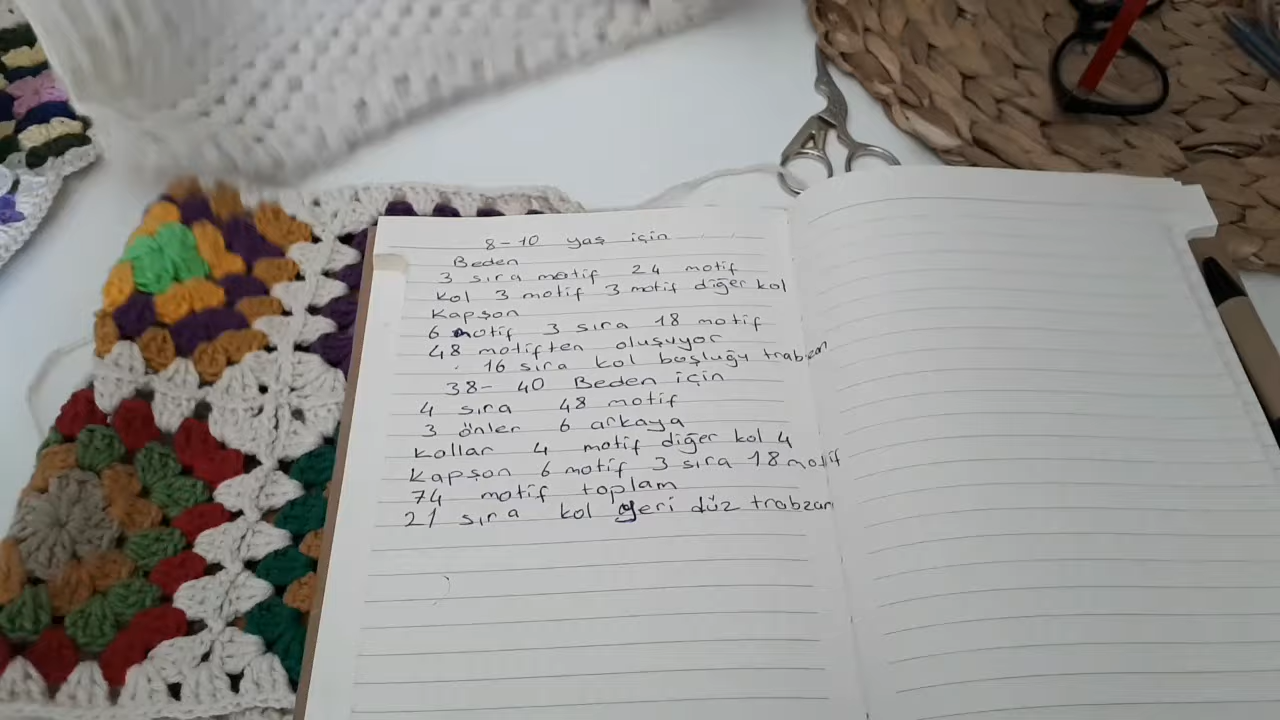 8-10 yaş için
Beden
3 sıra motif 24 motif
Kol 3 motif 3 motif diğer kol
Kapşon
6 motif 3 sıra 18 motif
48 motiften oluşuyor
16 sıra kol boşluğu trabzan
38-40 Beden için
4 sıra 48 motif
3 önler 6 arkaya
Kollar 4 motif diğer kol 4
Kapşon 6 motif 3 sıra 18 motif
74 motif toplam
21 sıra kol yeri düz trabzan